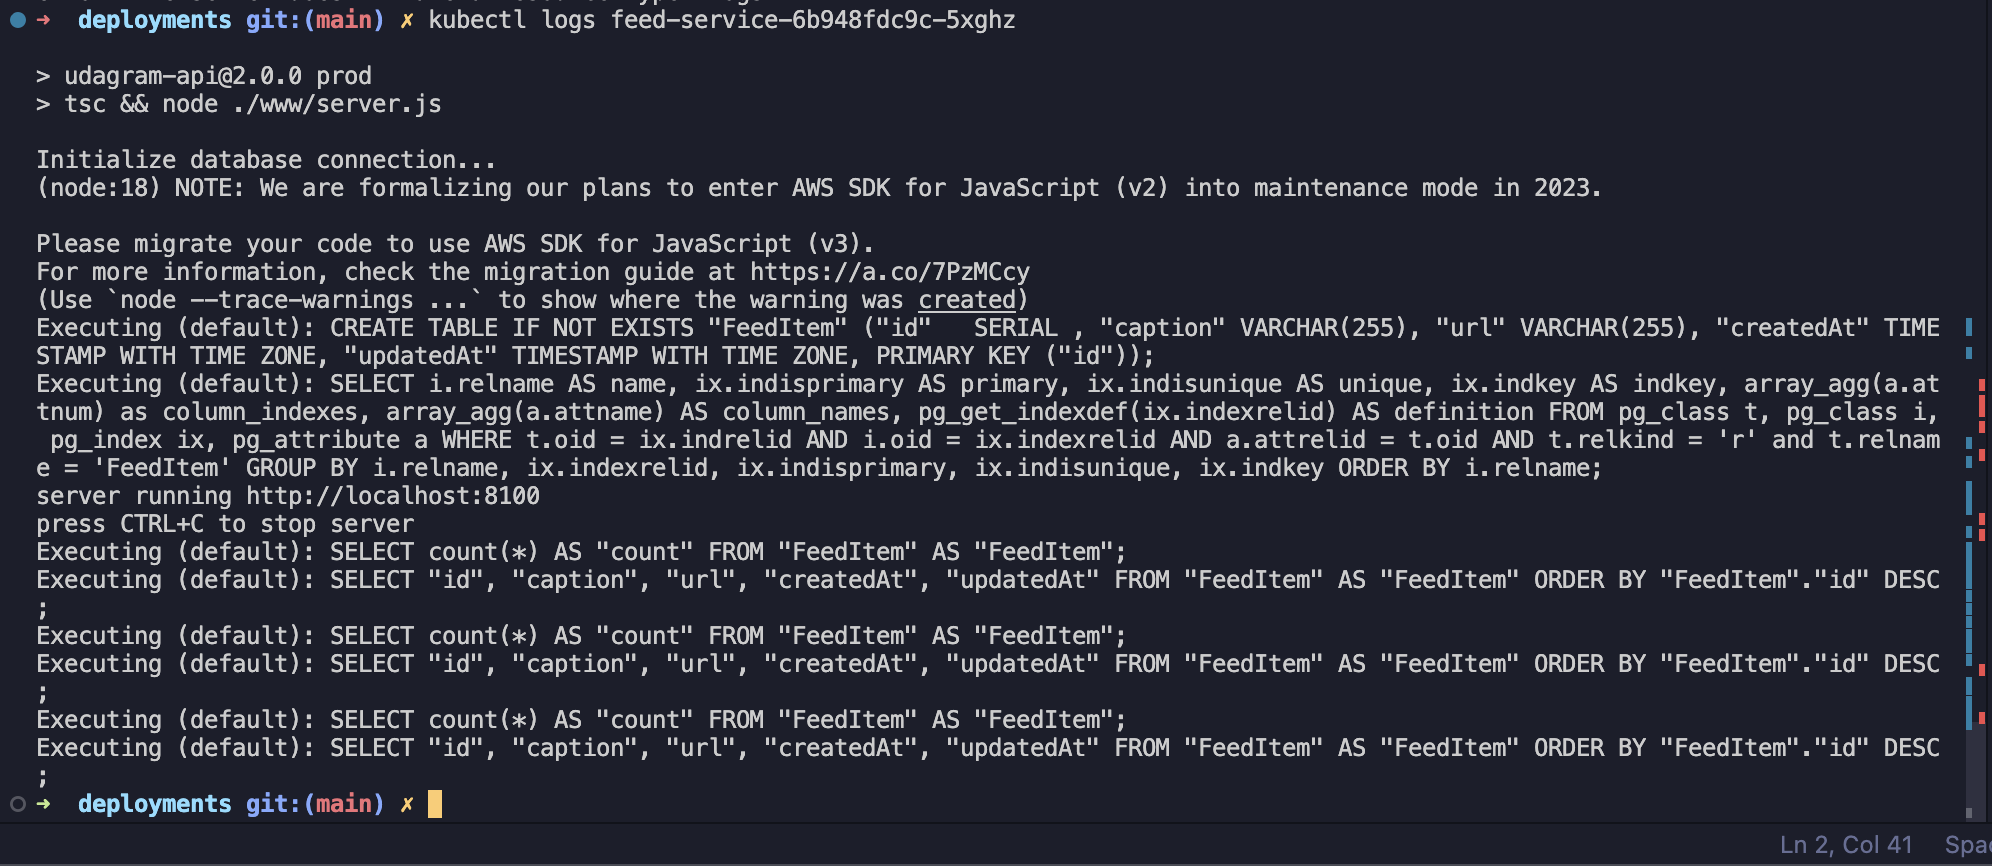 ➜ deployments git:(main) ✗ kubectl logs feed-service-6b948fdc9c-5xghz
> udagram-api@2.0.0 prod
> tsc && node ./www/server.js
Initialize database connection...
(node:18) NOTE: We are formalizing our plans to enter AWS SDK for JavaScript (v2) into maintenance mode in 2023.
Please migrate your code to use AWS SDK for JavaScript (v3).
For more information, check the migration guide at https://a.co/7PzMCcy
(Use `node --trace-warnings ...` to show where the warning was created)
Executing (default): CREATE TABLE IF NOT EXISTS "FeedItem" ("id"   SERIAL , "caption" VARCHAR(255), "url" VARCHAR(255), "createdAt" TIME
STAMP WITH TIME ZONE, "updatedAt" TIMESTAMP WITH TIME ZONE, PRIMARY KEY ("id"));
Executing (default): SELECT i.relname AS name, ix.indisprimary AS primary, ix.indisunique AS unique, ix.indkey AS indkey, array_agg(a.at
tnum) as column_indexes, array_agg(a.attname) AS column_names, pg_get_indexdef(ix.indexrelid) AS definition FROM pg_class t, pg_class i,
 pg_index ix, pg_attribute a WHERE t.oid = ix.indrelid AND i.oid = ix.indexrelid AND a.attrelid = t.oid AND t.relkind = 'r' and t.relnam
e = 'FeedItem' GROUP BY i.relname, ix.indexrelid, ix.indisprimary, ix.indisunique, ix.indkey ORDER BY i.relname;
server running http://localhost:8100
press CTRL+C to stop server
Executing (default): SELECT count(*) AS "count" FROM "FeedItem" AS "FeedItem";
Executing (default): SELECT "id", "caption", "url", "createdAt", "updatedAt" FROM "FeedItem" AS "FeedItem" ORDER BY "FeedItem"."id" DESC
;
Executing (default): SELECT count(*) AS "count" FROM "FeedItem" AS "FeedItem";
Executing (default): SELECT "id", "caption", "url", "createdAt", "updatedAt" FROM "FeedItem" AS "FeedItem" ORDER BY "FeedItem"."id" DESC
;
Executing (default): SELECT count(*) AS "count" FROM "FeedItem" AS "FeedItem";
Executing (default): SELECT "id", "caption", "url", "createdAt", "updatedAt" FROM "FeedItem" AS "FeedItem" ORDER BY "FeedItem"."id" DESC
;
➜ deployments git:(main) ✗
Ln 2, Col 41